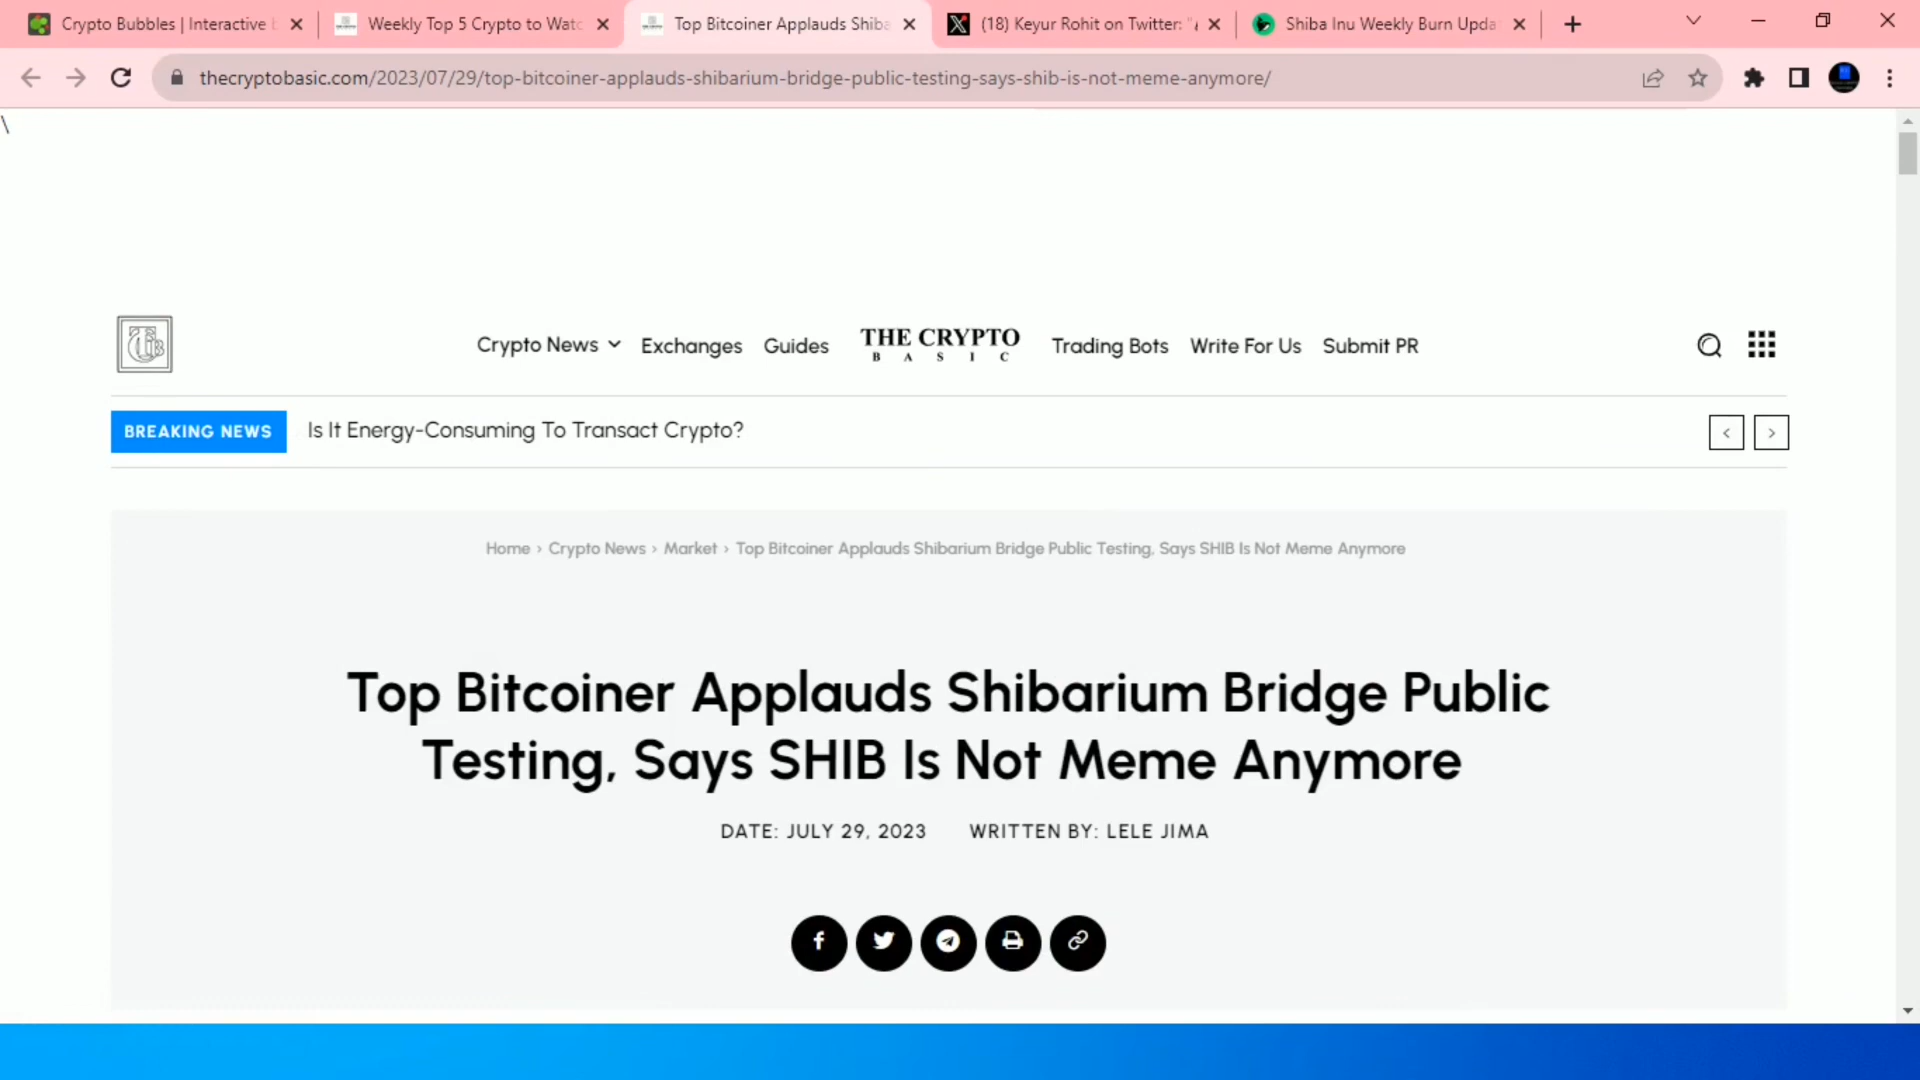 Crypto Bubbles | Interactive
Weekly Top 5 Crypto to Watc
Top Bitcoiner Applauds Shiba
(18) Keyur Rohit on Twitter: "
Shiba Inu Weekly Burn Upda
thecryptobasic.com/2023/07/29/top-bitcoiner-applauds-shibarium-bridge-public-testing-says-shib-is-not-meme-anymore/
\
Crypto News
Exchanges
Guides
THE CRYPTO
BASIC
Trading Bots
Write For Us
Submit PR
BREAKING NEWS
Is It Energy-Consuming To Transact Crypto?
Home › Crypto News › Market › Top Bitcoiner Applauds Shibarium Bridge Public Testing, Says SHIB Is Not Meme Anymore
Top Bitcoiner Applauds Shibarium Bridge Public
Testing, Says SHIB Is Not Meme Anymore
DATE: JULY 29, 2023
WRITTEN BY: LELE JIMA